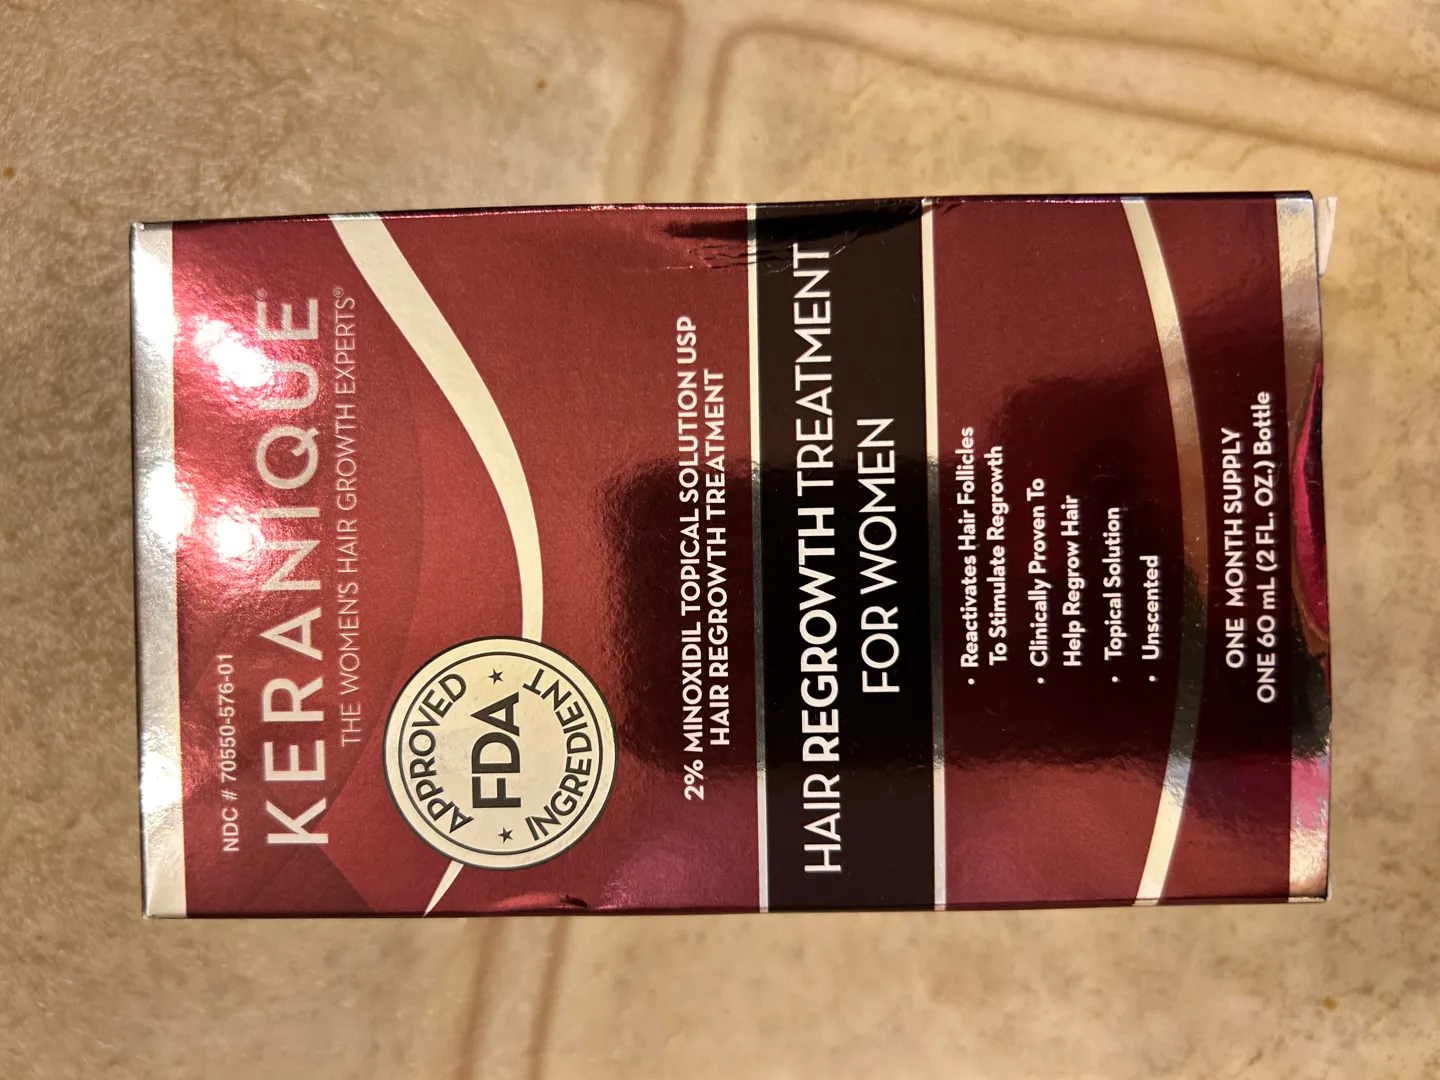 NDC # 70550-576-01
KERANIQUE®
THE WOMEN'S HAIR GROWTH EXPERTS®
APPROVED
FDA
INGREDIENT
2% MINOXIDIL TOPICAL SOLUTION USP
HAIR REGROWTH TREATMENT
HAIR REGROWTH TREATMENT
FOR WOMEN
• Reactivates Hair Follicles
To Stimulate Regrowth
• Clinically Proven To
Help Regrow Hair
• Topical Solution
• Unscented
ONE MONTH SUPPLY
ONE 60 mL (2 FL. OZ.) Bottle